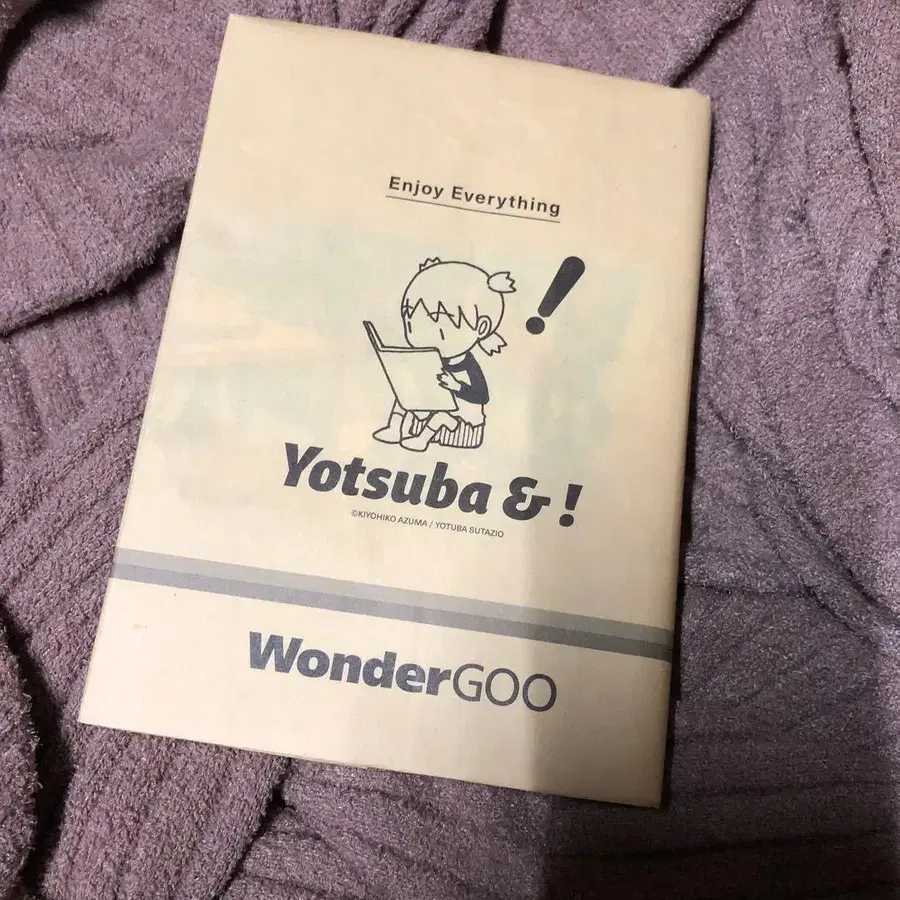 Enjoy Everything
!
Yotsuba & !
©KIYOHIKO AZUMA / YOTUBA SUTAZIO
WonderGOO